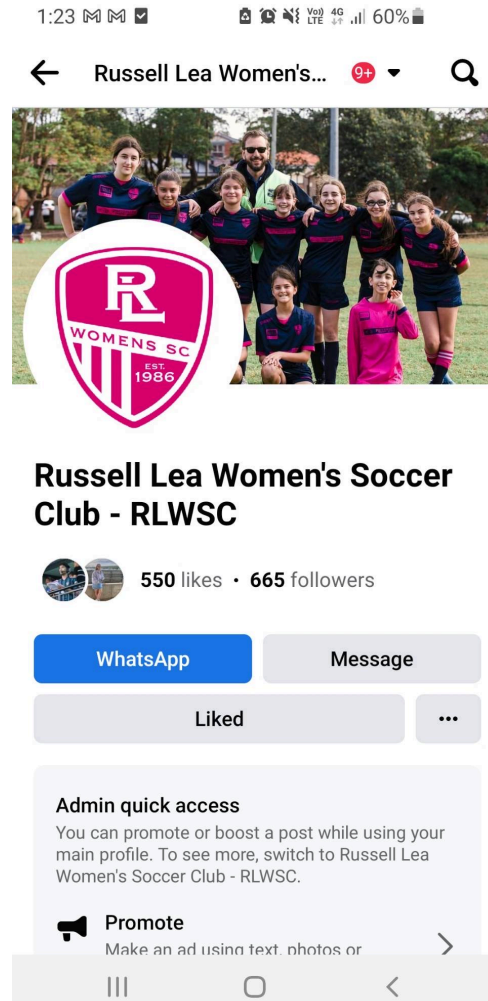 1:23 Vo)) LTE 4G 60%
Russell Lea Women's... 9+
RL
WOMENS SC
EST.
1986
Russell Lea Women's Soccer
Club - RLWSC
550 likes • 665 followers
WhatsApp Message
Liked ...
Admin quick access
You can promote or boost a post while using your
main profile. To see more, switch to Russell Lea
Women's Soccer Club - RLWSC.
Promote
Make an ad using text, photos or